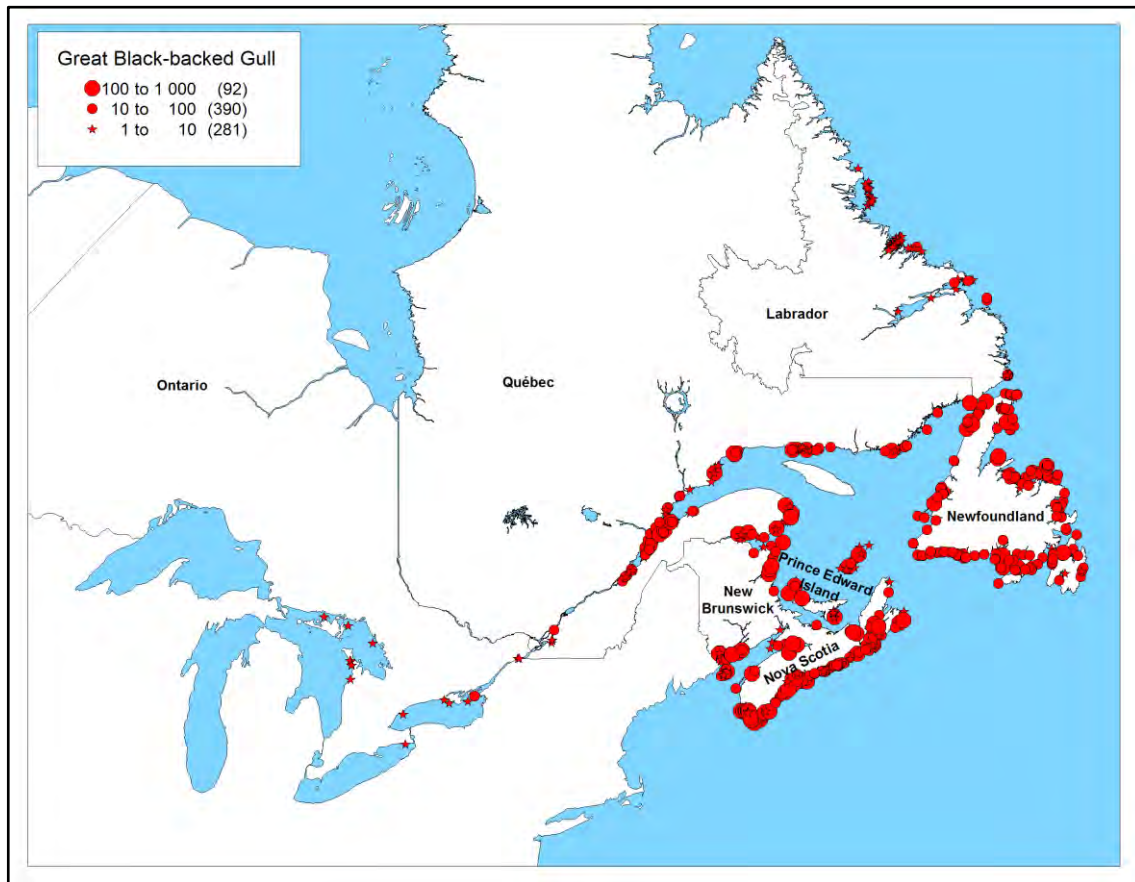 Great Black-backed Gull
100 to 1 000 (92)
10 to 100 (390)
1 to 10 (281)
Labrador
Ontario
Québec
Newfoundland
Prince Edward
Island
New
Brunswick
Nova Scotia